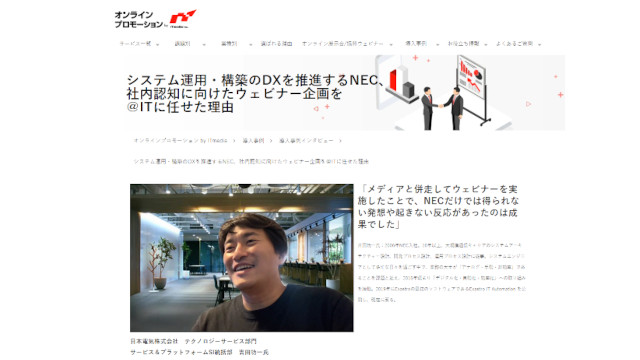 オンライン
プロモーション by ITmedia
サービス一覧 課題別 業種別 選ばれる理由 オンライン展示会/協賛ウェビナー 導入事例 お役立ち情報 よくあるご質問
システム運用・構築のDXを推進するNEC、
社内認知に向けたウェビナー企画を
@ITに任せた理由
オンラインプロモーション by ITmedia > 導入事例 > 導入事例インタビュー >
システム運用・構築のDXを推進するNEC、社内認知に向けたウェビナー企画を@ITに任せた理由
「メディアと併走してウェビナーを実
施したことで、NECだけでは得られな
い発想や起きない反応があったのは成
果でした」
日本電気株式会社 テクノロジーサービス部門
サービス&プラットフォームSI統括部 吉田功一氏